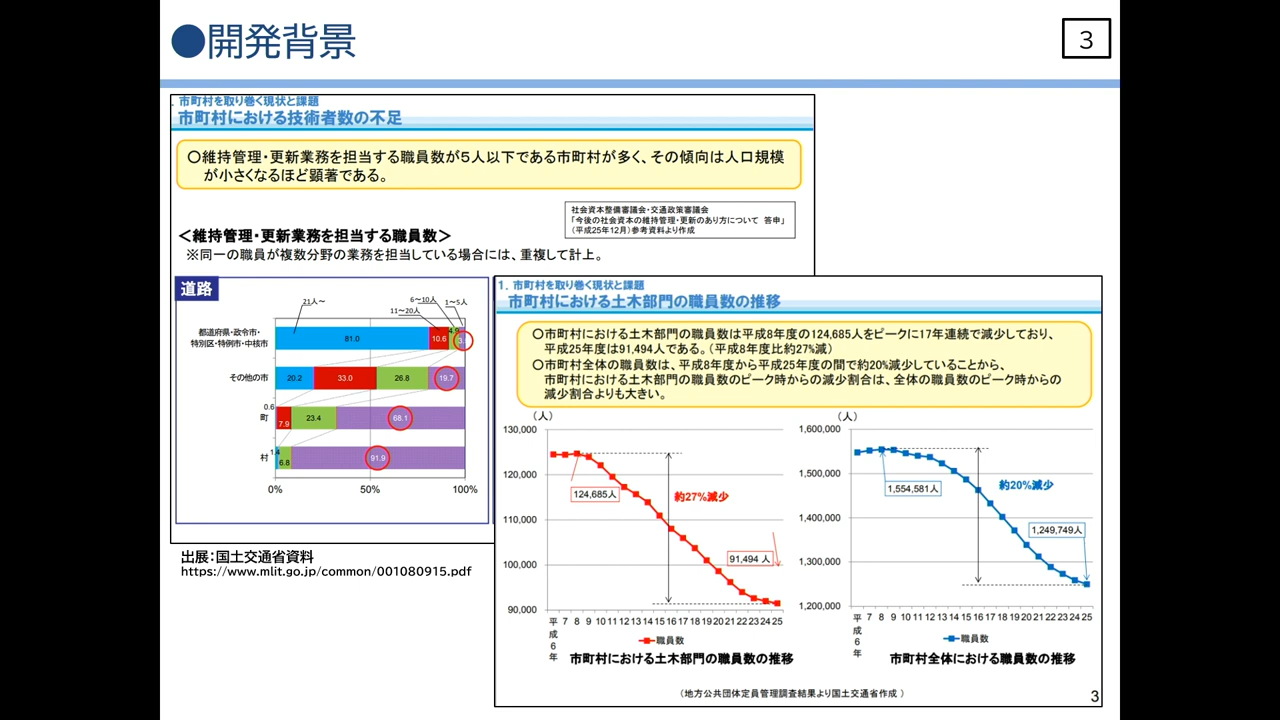 ●開発背景
3
. 市町村を取り巻く現状と課題
市町村における技術者数の不足
○維持管理・更新業務を担当する職員数が5人以下である市町村が多く、その傾向は人口規模
が小さくなるほど顕著である。
社会資本整備審議会・交通政策審議会
「今後の社会資本の維持管理・更新のあり方について 答申」
(平成25年12月)参考資料より作成
<維持管理・更新業務を担当する職員数>
※同一の職員が複数分野の業務を担当している場合には、重複して計上。
道路
21人~
11~20人
6~10人
1~5人
都道府県・政令市・
特別区・特例市・中核市
81.0
10.6
4.9
その他の市
20.2
33.0
26.8
19.7
町
0.6
7.9
23.4
68.1
村
1.4
6.8
91.9
0%
50%
100%
出展:国土交通省資料
https://www.mlit.go.jp/common/001080915.pdf
1. 市町村を取り巻く現状と課題
市町村における土木部門の職員数の推移
○市町村における土木部門の職員数は平成8年度の124,685人をピークに17年連続で減少しており、
平成25年度は91,494人である。(平成8年度比約27%減)
○市町村全体の職員数は、平成8年度から平成25年度の間で約20%減少していることから、
市町村における土木部門の職員数のピーク時からの減少割合は、全体の職員数のピーク時からの
減少割合よりも大きい。
(人)
130,000
120,000
110,000
100,000
90,000
124,685人
約27%減少
91,494 人
平成6年 7 8 9 10 11 12 13 14 15 16 17 18 19 20 21 22 23 24 25
職員数
市町村における土木部門の職員数の推移
(人)
1,600,000
1,500,000
1,400,000
1,300,000
1,200,000
1,554,581人
約20%減少
1,249,749人
平成6年 7 8 9 10 11 12 13 14 15 16 17 18 19 20 21 22 23 24 25
職員数
市町村全体における職員数の推移
(地方公共団体定員管理調査結果より国土交通省作成 )
3